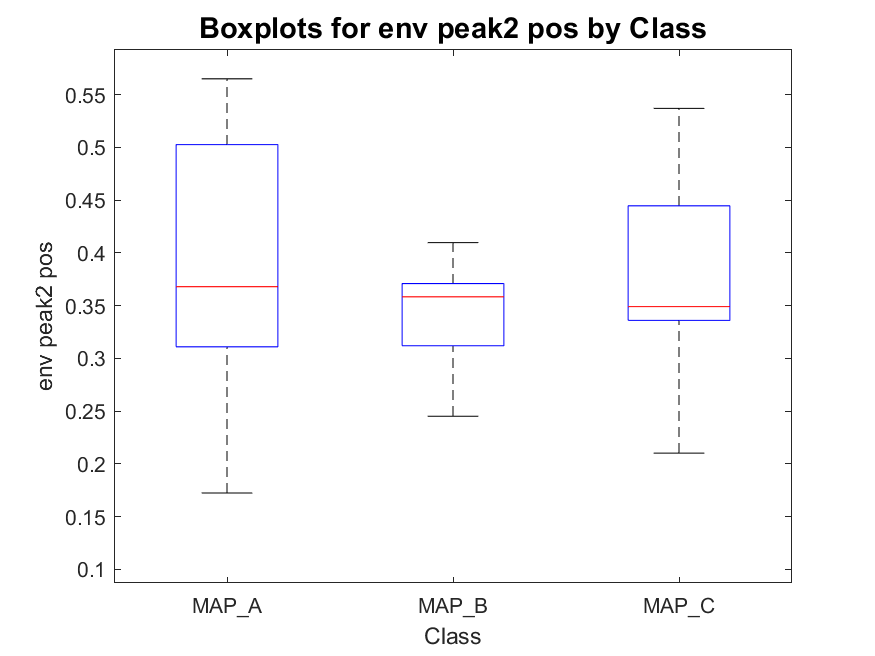 Boxplots for env peak2 pos by Class
env peak2 pos
0.55
0.5
0.45
0.4
0.35
0.3
0.25
0.2
0.15
0.1
MAP_A MAP_B MAP_C
Class